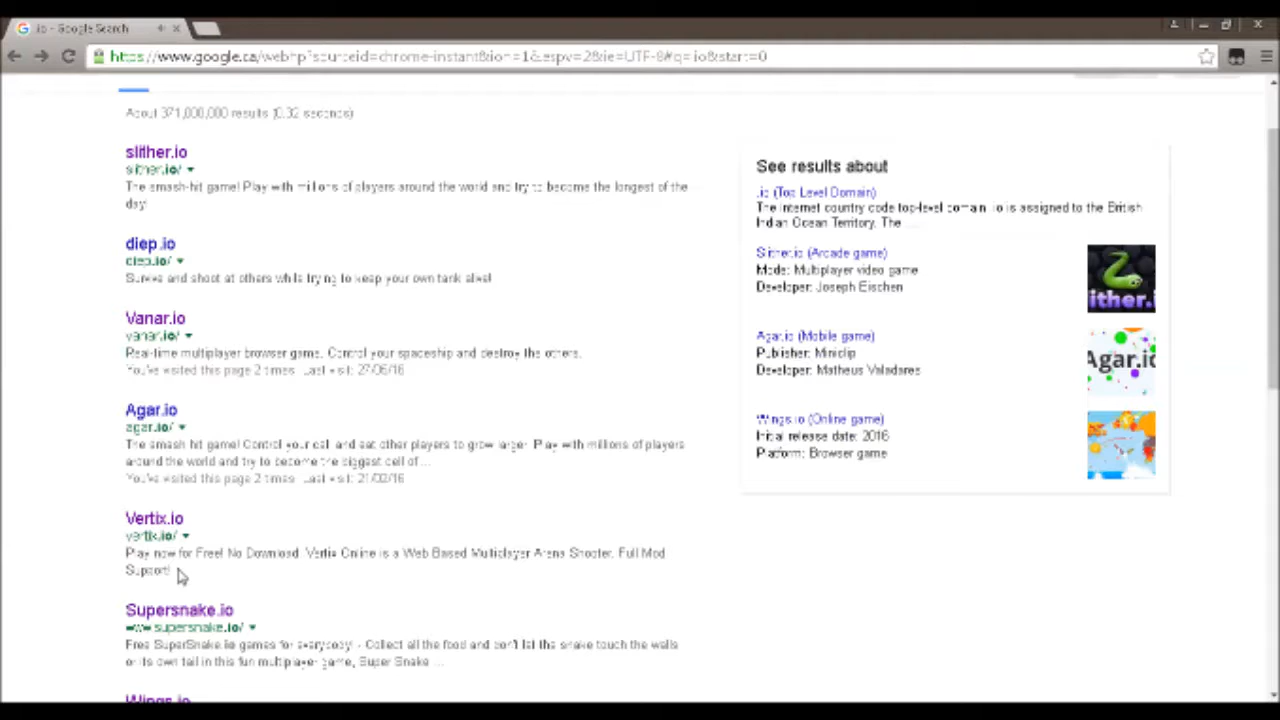 .io - Google Search
https://www.google.ca/webhp?sourceid=chrome-instant&ion=1&espv=2&ie=UTF-8#q=io&start=0
About 371,000,000 results (0.32 seconds)
slither.io
slither.io/
The smash-hit game! Play with millions of players around the world and try to become the longest of the
day!
diep.io
diep.io/
Survive and shoot at others while trying to keep your own tank alive!
Vanar.io
vanar.io/
Real-time multiplayer browser game. Control your spaceship and destroy the others.
You've visited this page 2 times. Last visit: 27/06/16
Agar.io
agar.io/
The smash hit game! Control your cell and eat other players to grow larger. Play with millions of players
around the world and try to become the biggest cell of ...
You've visited this page 2 times. Last visit: 21/02/16
Vertix.io
vertix.io/
Play now for Free! No Download. Vertix Online is a Web Based Multiplayer Arena Shooter. Full Mod
Support!
Supersnake.io
www.supersnake.io/
Free SuperSnake.io games for everybody! - Collect all the food and don't let the snake touch the walls
or its own tail in this fun multiplayer game, Super Snake ...
Wings.io
See results about
.io (Top Level Domain)
The Internet country code top-level domain .io is assigned to the British
Indian Ocean Territory. The ...
Slither.io (Arcade game)
Mode: Multiplayer video game
Developer: Joseph Eischen
ither.i
Agar.io (Mobile game)
Publisher: Miniclip
Developer: Matheus Valadares
Agar.io
Wings.io (Online game)
Initial release date: 2016
Platform: Browser game